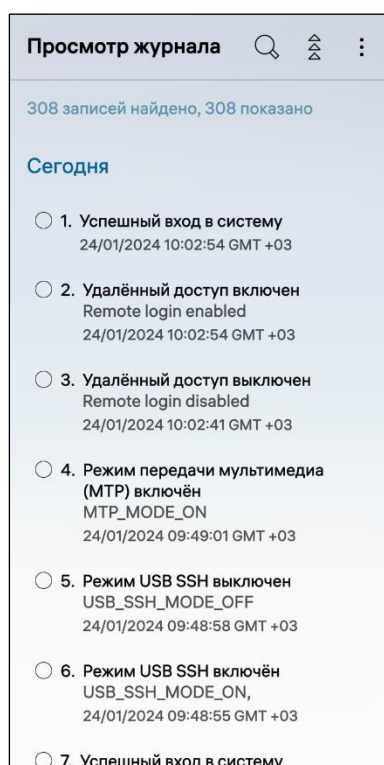 Просмотр журнала
308 записей найдено, 308 показано
Сегодня
1. Успешный вход в систему
24/01/2024 10:02:54 GMT +03
2. Удалённый доступ включен
Remote login enabled
24/01/2024 10:02:54 GMT +03
3. Удалённый доступ выключен
Remote login disabled
24/01/2024 10:02:41 GMT +03
4. Режим передачи мультимедиа
(MTP) включён
MTP_MODE_ON
24/01/2024 09:49:01 GMT +03
5. Режим USB SSH выключен
USB_SSH_MODE_OFF
24/01/2024 09:48:58 GMT +03
6. Режим USB SSH включён
USB_SSH_MODE_ON,
24/01/2024 09:48:55 GMT +03
7. Успешный вход в систему